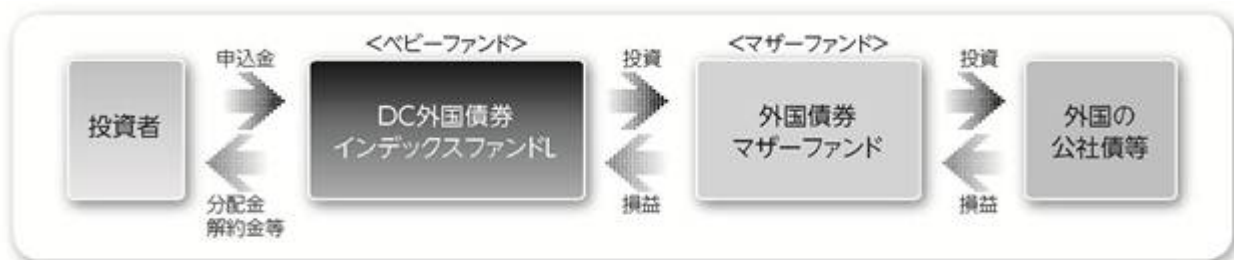 <ベビーファンド>
<マザーファンド>
申込金
投資
投資
投資者
DC外国債券
インデックスファンドL
外国債券
マザーファンド
外国の
公社債等
分配金
解約金等
損益
損益